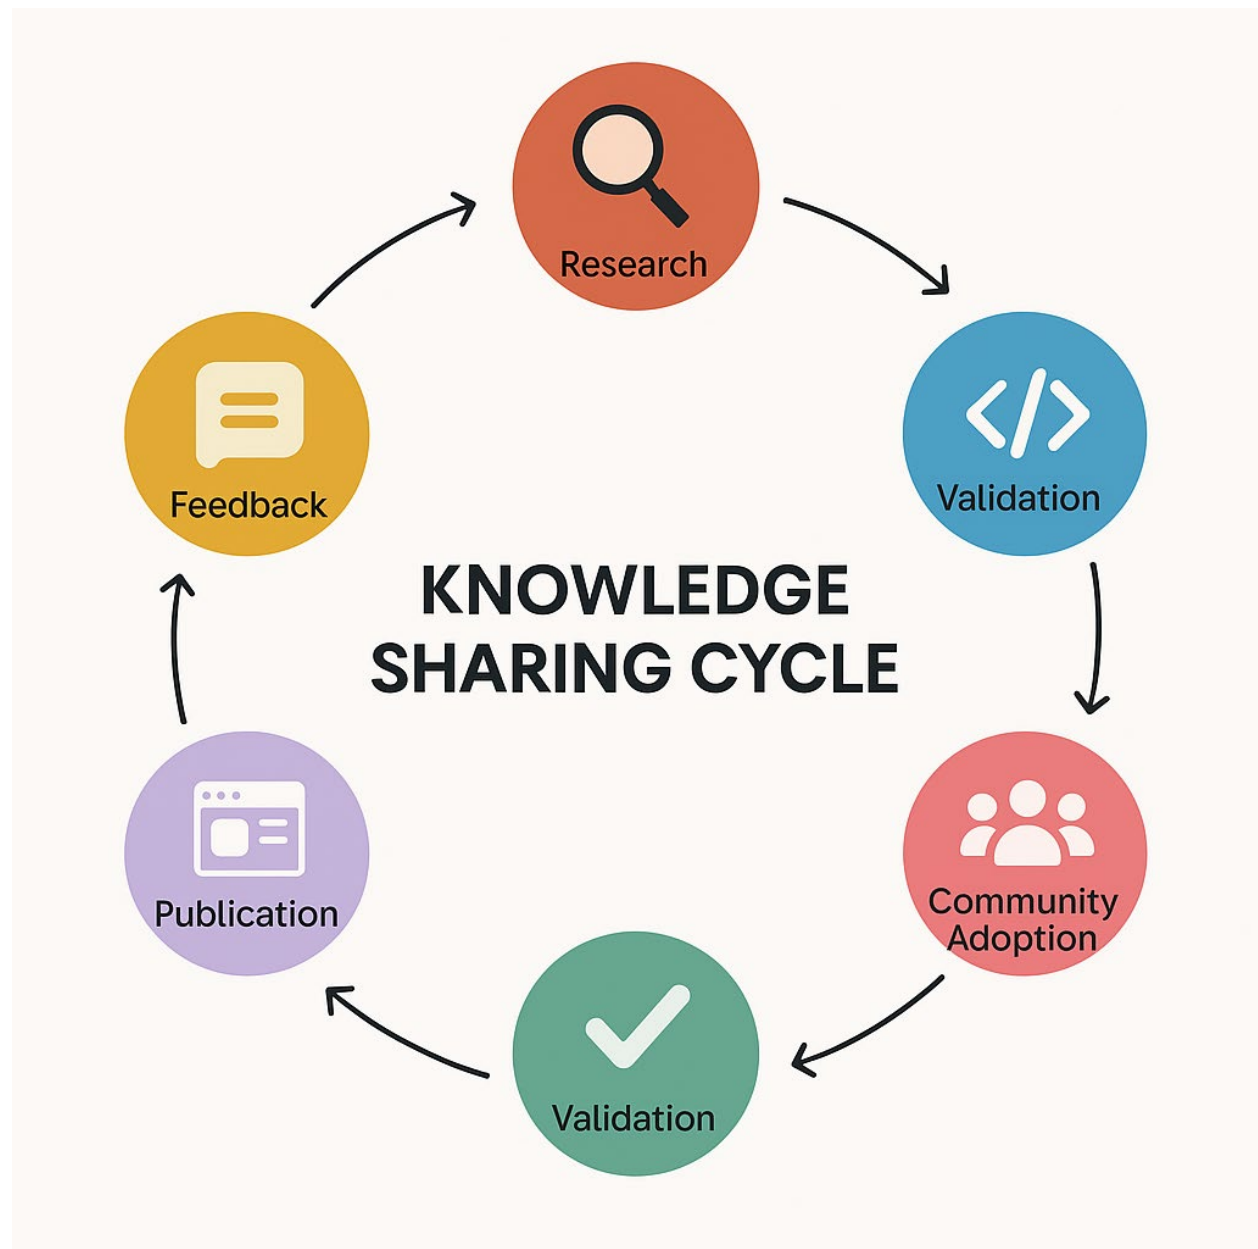 Research
Validation
Community
Adoption
Validation
Publication
Feedback
KNOWLEDGE
SHARING CYCLE